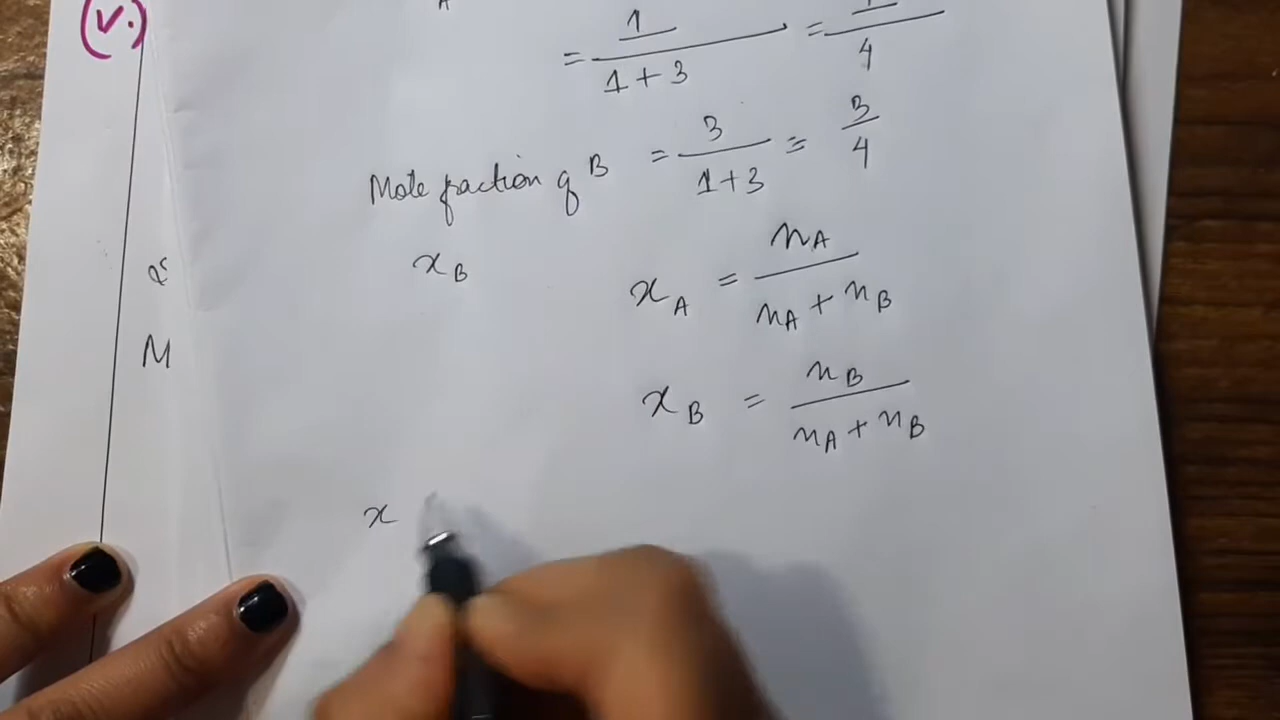 (V.)
A
= 1 / 1 + 3 = 1 / 4
Mole fraction of B = 3 / 1+3 = 3 / 4
x_B
x_A = n_A / n_A + n_B
M
x_B = n_B / n_A + n_B
x